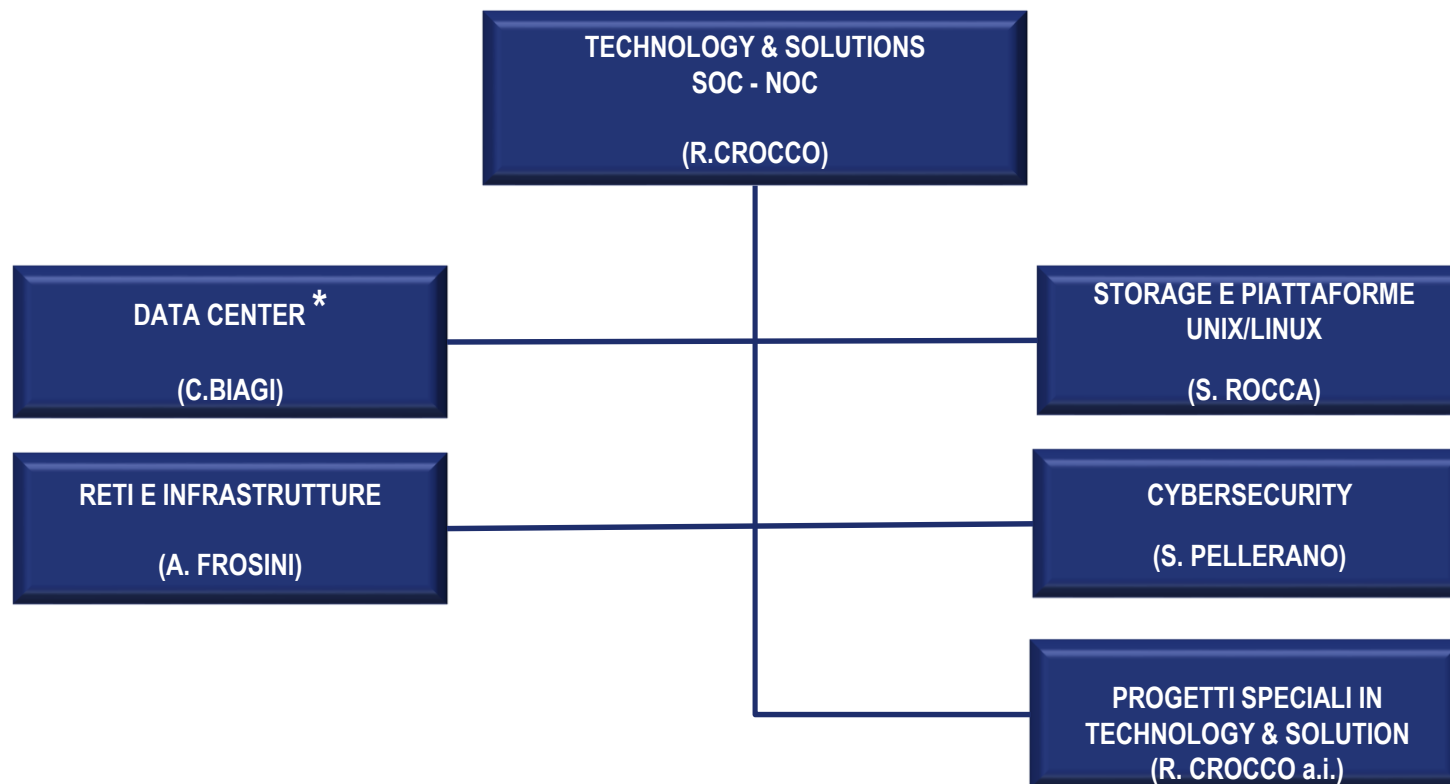 TECHNOLOGY & SOLUTIONS
SOC - NOC
(R.CROCCO)
DATA CENTER *
(C.BIAGI)
STORAGE E PIATTAFORME
UNIX/LINUX
(S. ROCCA)
RETI E INFRASTRUTTURE
(A. FROSINI)
CYBERSECURITY
(S. PELLERANO)
PROGETTI SPECIALI IN
TECHNOLOGY & SOLUTION
(R. CROCCO a.i.)